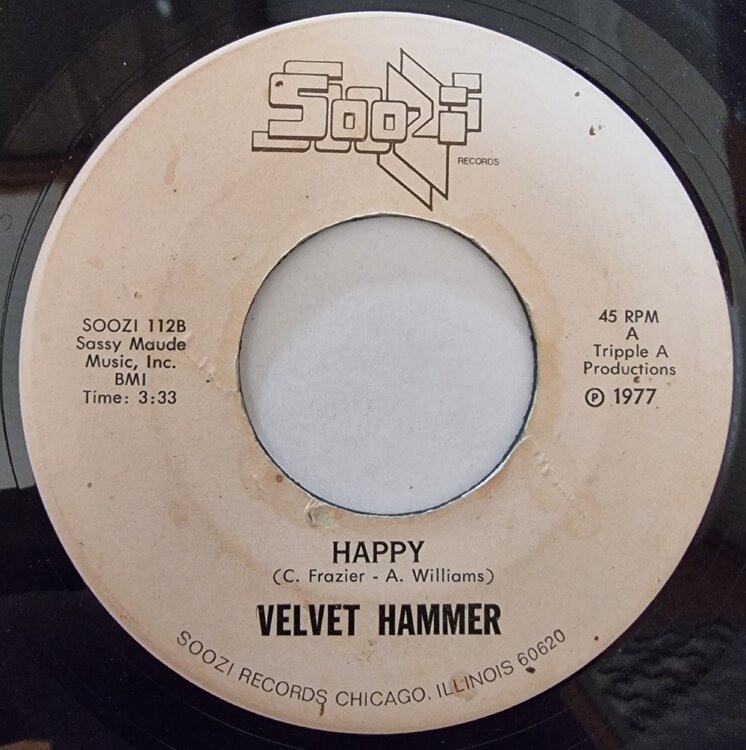 Soozi
RECORDS
SOOZI 112B
Sassy Maude
Music, Inc.
BMI
Time: 3:33
45 RPM
A
Tripple A
Productions
℗ 1977
HAPPY
(C. Frazier - A. Williams)
VELVET HAMMER
SOOZI RECORDS CHICAGO, ILLINOIS 60620